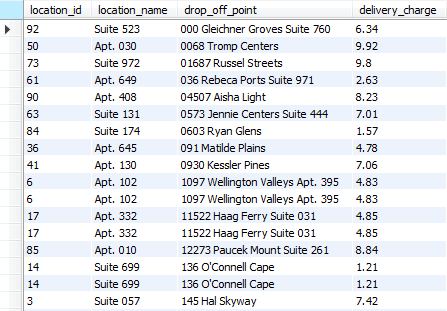 location_id location_name drop_off_point delivery_charge
92 Suite 523 000 Gleichner Groves Suite 760 6.34
50 Apt. 030 0068 Tromp Centers 9.92
73 Suite 972 01687 Russel Streets 9.8
61 Apt. 649 036 Rebeca Ports Suite 971 2.63
90 Apt. 408 04507 Aisha Light 8.23
63 Suite 131 0573 Jennie Centers Suite 444 7.01
84 Suite 174 0603 Ryan Glens 1.57
36 Apt. 645 091 Matilde Plains 4.78
41 Apt. 130 0930 Kessler Pines 7.06
6 Apt. 102 1097 Wellington Valleys Apt. 395 4.83
6 Apt. 102 1097 Wellington Valleys Apt. 395 4.83
17 Apt. 332 11522 Haag Ferry Suite 031 4.85
17 Apt. 332 11522 Haag Ferry Suite 031 4.85
85 Apt. 010 12273 Paucek Mount Suite 261 8.84
14 Suite 699 136 O'Connell Cape 1.21
14 Suite 699 136 O'Connell Cape 1.21
3 Suite 057 145 Hal Skyway 7.42